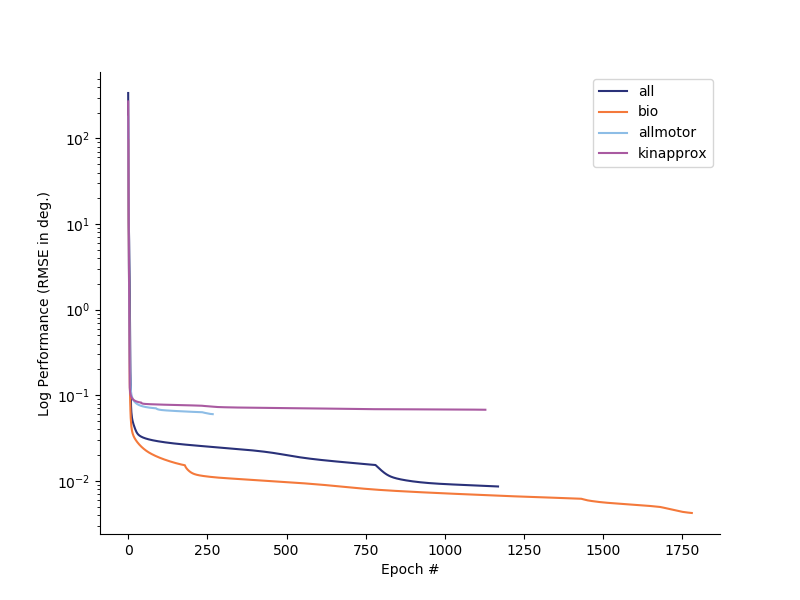 all
bio
allmotor
kinapprox
Log Performance (RMSE in deg.)
10²
10¹
10⁰
10⁻¹
10⁻²
0 250 500 750 1000 1250 1500 1750
Epoch #